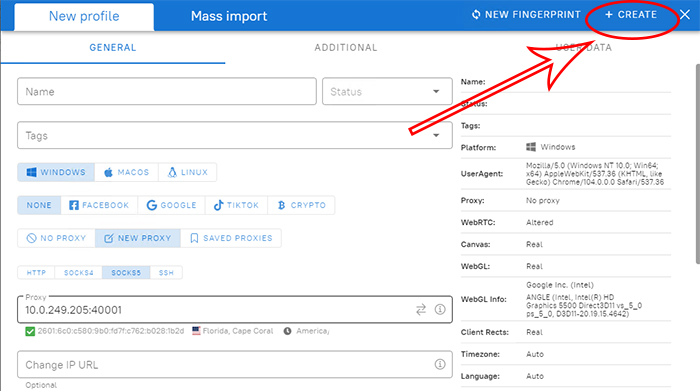 New profile
Mass import
NEW FINGERPRINT
+ CREATE
GENERAL
ADDITIONAL
USER DATA
Name
Status
Tags
WINDOWS
MACOS
LINUX
NONE
FACEBOOK
GOOGLE
TIKTOK
CRYPTO
NO PROXY
NEW PROXY
SAVED PROXIES
HTTP
SOCKS4
SOCKS5
SSH
Proxy
10.0.249.205:40001
2601:6c0:c580:9b0:fd7f:c762:b028:1b2d
Florida, Cape Coral
America,
Change IP URL
Optional
Name:
Status:
Tags:
Platform: Windows
UserAgent: Mozilla/5.0 (Windows NT 10.0; Win64;
x64) AppleWebKit/537.36 (KHTML, like
Gecko) Chrome/104.0.0.0 Safari/537.36
Proxy: No proxy
WebRTC: Altered
Canvas: Real
WebGL: Real
WebGL Info: Google Inc. (Intel)
ANGLE (Intel, Intel(R) HD
Graphics 5500 Direct3D11 vs_5_0
ps_5_0, D3D11-20.19.15.4642)
Client Rects: Real
Timezone: Auto
Language: Auto